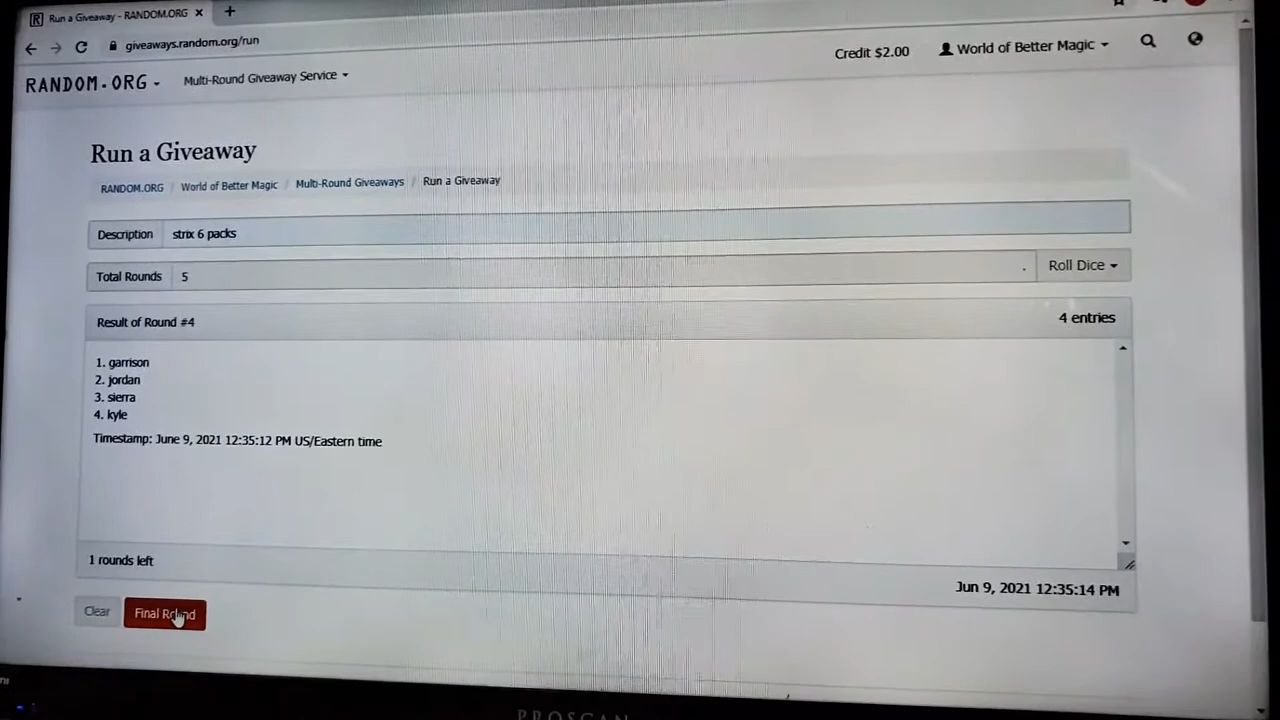 Run a Giveaway - RANDOM.ORG
giveaways.random.org/run
RANDOM.ORG
Multi-Round Giveaway Service
Credit $2.00
World of Better Magic
Run a Giveaway
RANDOM.ORG / World of Better Magic / Multi-Round Giveaways / Run a Giveaway
Description strix 6 packs
Total Rounds 5
Roll Dice
Result of Round #4
4 entries
1. garrison
2. jordan
3. sierra
4. kyle
Timestamp: June 9, 2021 12:35:12 PM US/Eastern time
1 rounds left
Jun 9, 2021 12:35:14 PM
Clear
Final Round
PROSCAN